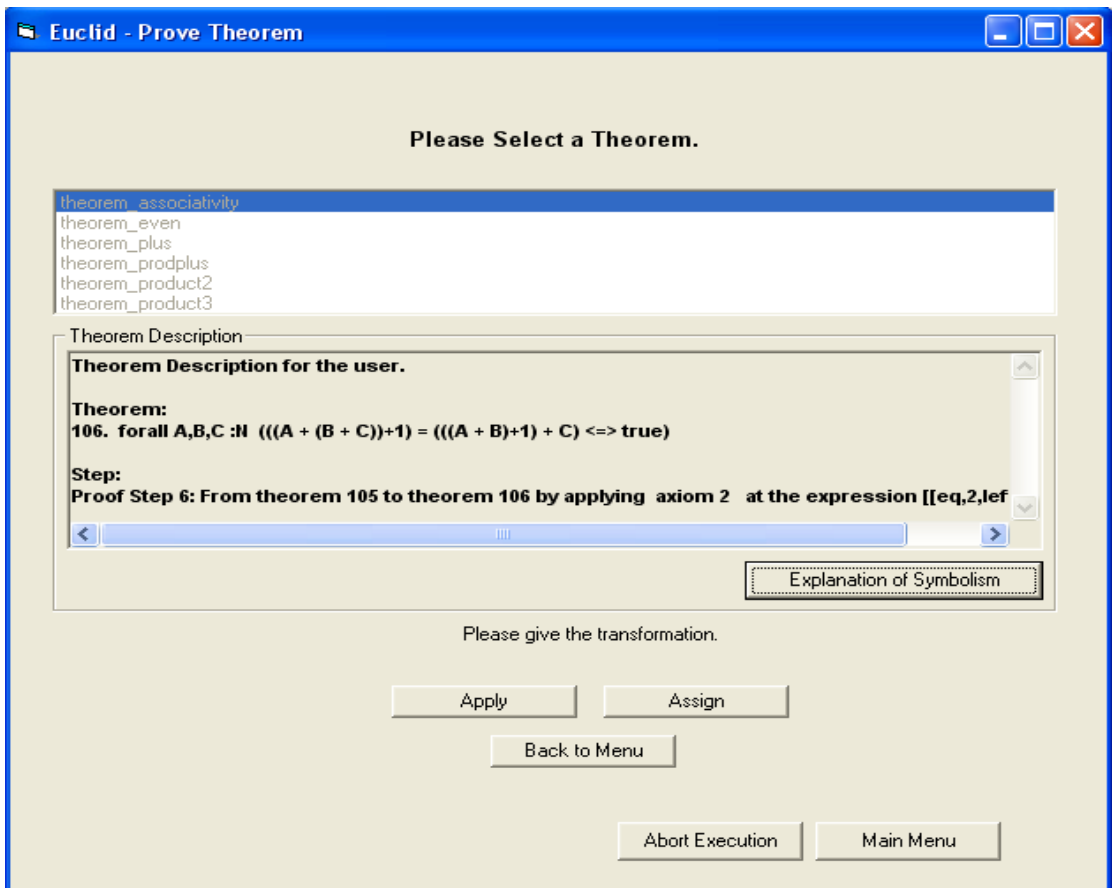 Euclid - Prove Theorem
Please Select a Theorem.
theorem_associativity
theorem_even
theorem_plus
theorem_prodplus
theorem_product2
theorem_product3
Theorem Description
Theorem Description for the user.
Theorem:
106. forall A,B,C :N (((A + (B + C))+1) = (((A + B)+1) + C) <=> true)
Step:
Proof Step 6: From theorem 105 to theorem 106 by applying axiom 2 at the expression [[eq,2,lef
Explanation of Symbolism
Please give the transformation.
Apply Assign
Back to Menu
Abort Execution Main Menu